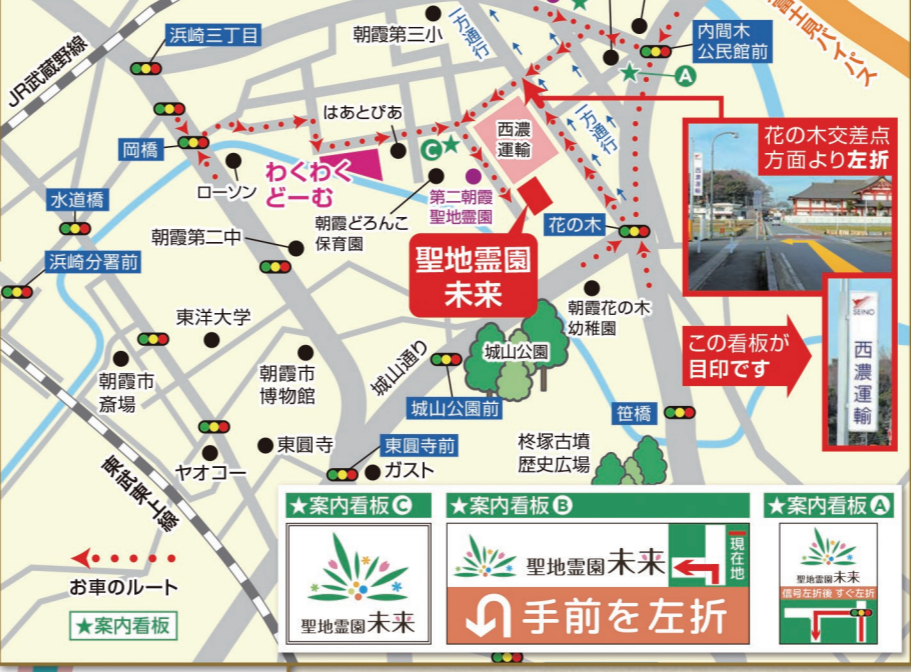 浜崎三丁目
朝霞第三小
一方通行
内間木
公民館前
富士見バイパス
JR武蔵野線
A
はあとぴあ
西濃
運輸
一方通行
花の木交差点
方面より左折
西濃運輸
岡橋
C
わくわく
どーむ
ローソン
第二朝霞
聖地霊園
水道橋
朝霞どろんこ
保育園
花の木
朝霞第二中
浜崎分署前
聖地霊園
未来
朝霞花の木
幼稚園
SEINO
西濃運輸
この看板が
目印です
東洋大学
城山公園
朝霞市
斎場
朝霞市
博物館
城山通り
城山公園前
笹橋
東圓寺
東圓寺前
柊塚古墳
歴史広場
ヤオコー
ガスト
東武東上線
お車のルート
★案内看板
★案内看板C
聖地霊園未来
★案内看板B
聖地霊園未来
現在地
手前を左折
★案内看板A
聖地霊園未来
信号左折後 すぐ左折